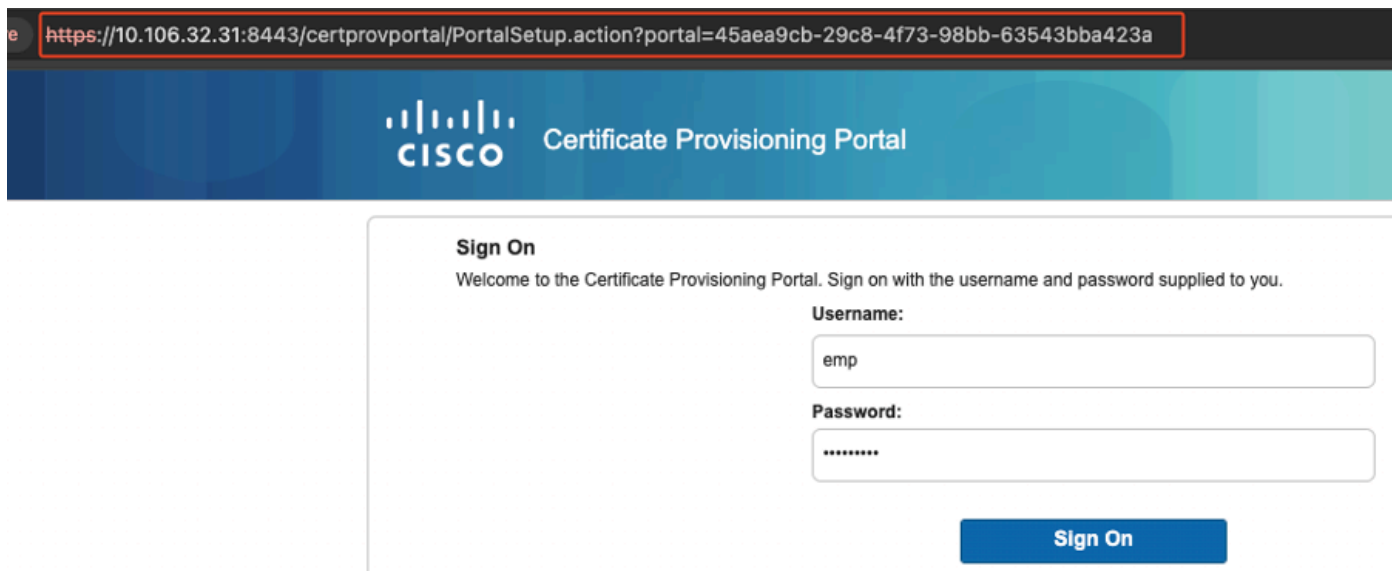 e https://10.106.32.31:8443/certprovportal/PortalSetup.action?portal=45aea9cb-29c8-4f73-98bb-63543bba423a
CISCO
Certificate Provisioning Portal
Sign On
Welcome to the Certificate Provisioning Portal. Sign on with the username and password supplied to you.
Username:
emp
Password:
•••••••••
Sign On